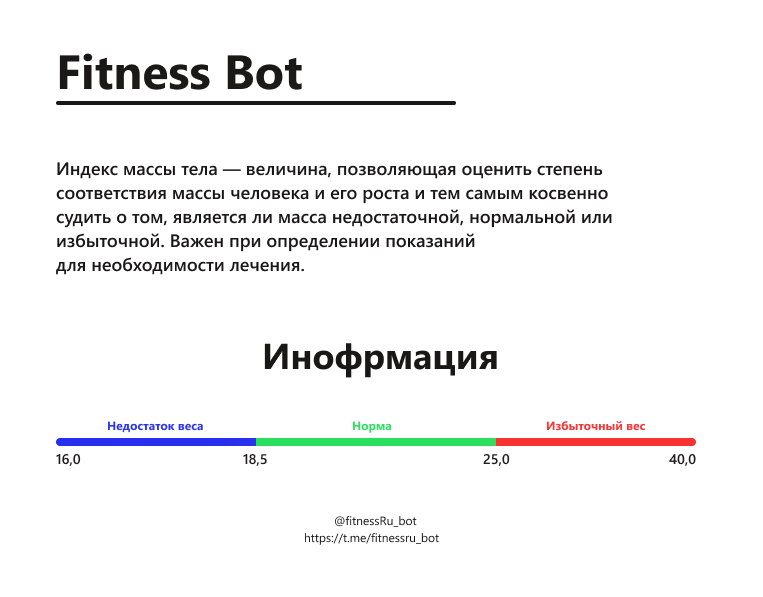 Fitness Bot
Индекс массы тела — величина, позволяющая оценить степень
соответствия массы человека и его роста и тем самым косвенно
судить о том, является ли масса недостаточной, нормальной или
избыточной. Важен при определении показаний
для необходимости лечения.
Инофрмация
Недостаток веса Норма Избыточный вес
16,0 18,5 25,0 40,0
@fitnessRu_bot
https://t.me/fitnessru_bot